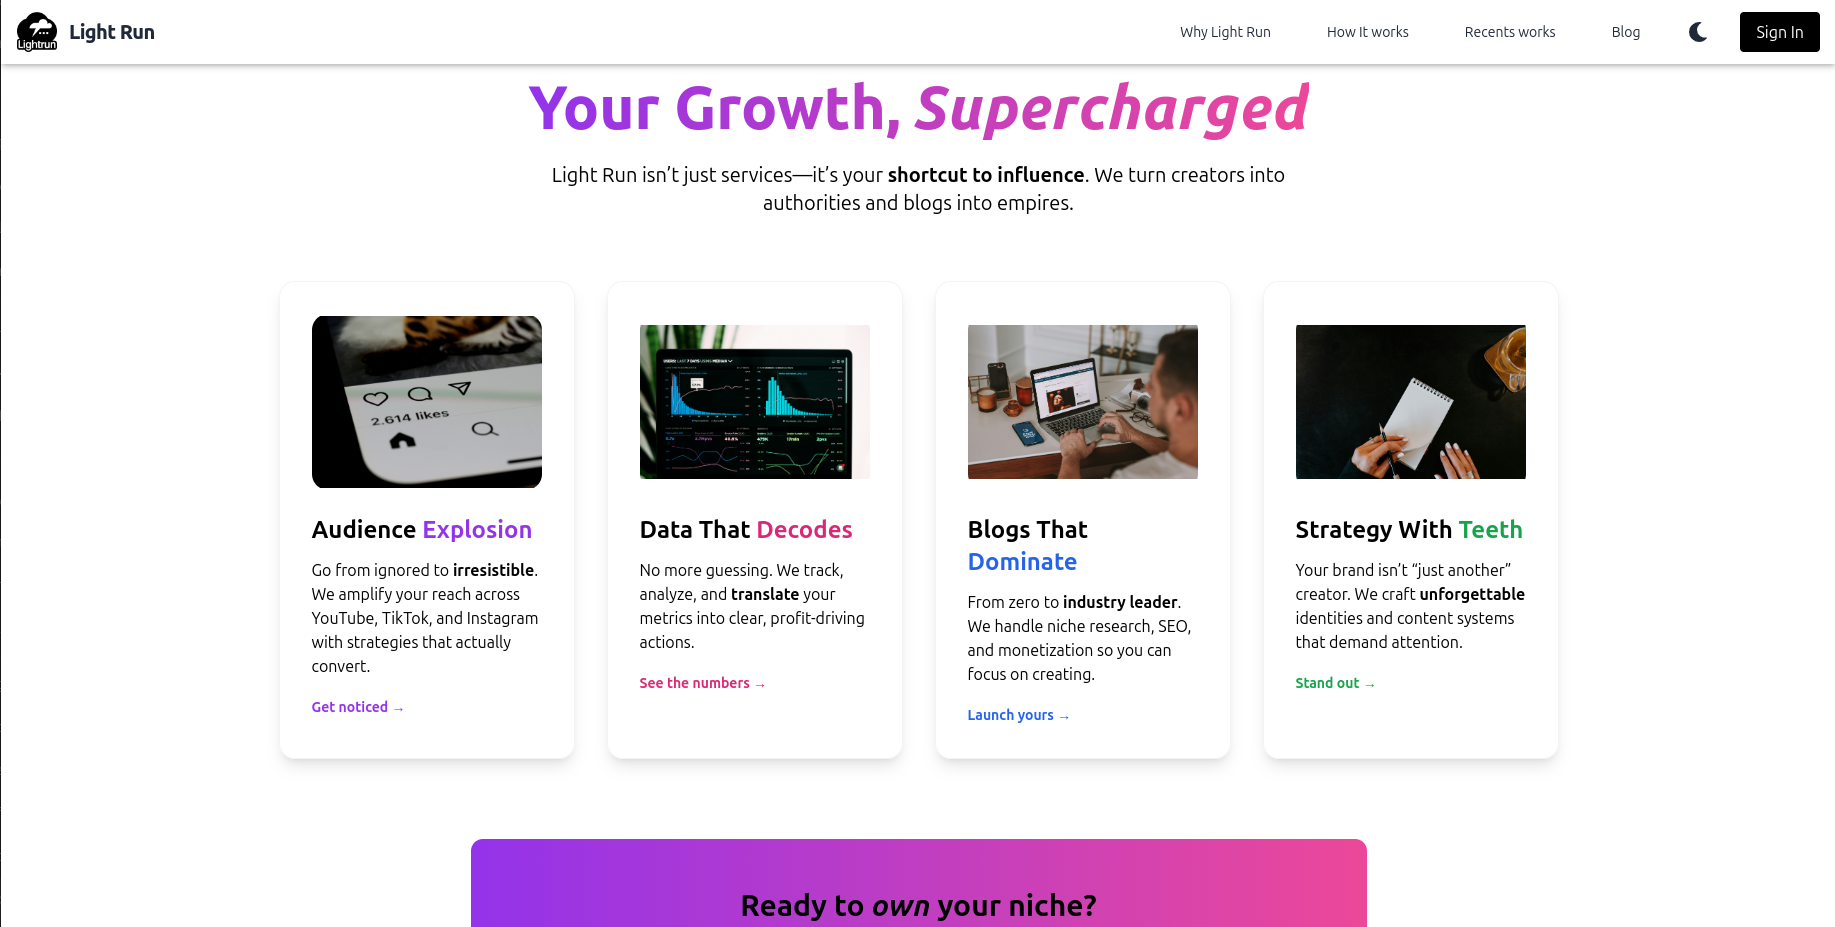 Lightrun
Light Run
Why Light Run
How It works
Recents works
Blog
Sign In
Your Growth, Supercharged
Light Run isn’t just services—it’s your shortcut to influence. We turn creators into
authorities and blogs into empires.
2.614 likes
Audience Explosion
Go from ignored to irresistible.
We amplify your reach across
YouTube, TikTok, and Instagram
with strategies that actually
convert.
Get noticed →
USERS: LAST 7 DAYS USING MEDIAN
Data That Decodes
No more guessing. We track,
analyze, and translate your
metrics into clear, profit-driving
actions.
See the numbers →
Blogs That
Dominate
From zero to industry leader.
We handle niche research, SEO,
and monetization so you can
focus on creating.
Launch yours →
Strategy With Teeth
Your brand isn’t “just another”
creator. We craft unforgettable
identities and content systems
that demand attention.
Stand out →
Ready to own your niche?